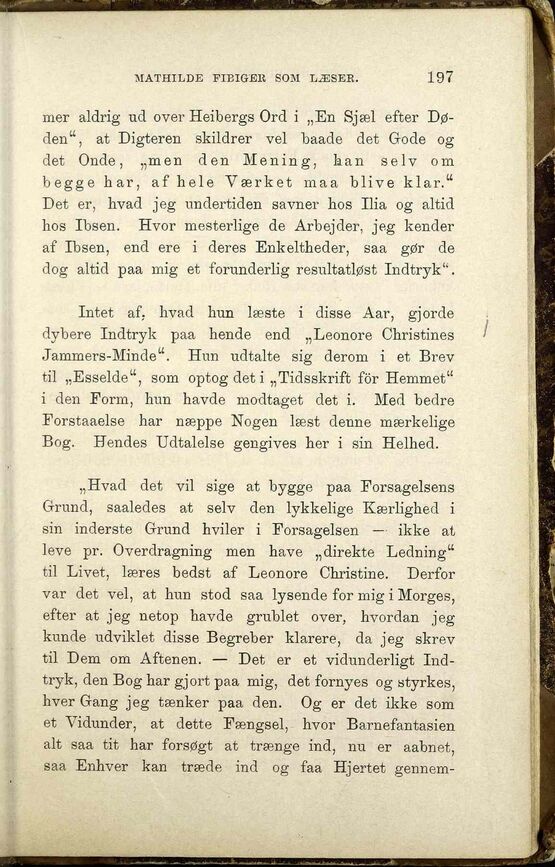 MATHILDE FIBIGER SOM LÆSER. 197
mer aldrig ud over Heibergs Ord i „En Sjæl efter Dø-
den“, at Digteren skildrer vel baade det Gode og
det Onde, „men den Mening, han selv om
begge har, af hele Værket maa blive klar.“
Det er, hvad jeg undertiden savner hos Ilia og altid
hos Ibsen. Hvor mesterlige de Arbejder, jeg kender
af Ibsen, end ere i deres Enkeltheder, saa gør de
dog altid paa mig et forunderlig resultatløst Indtryk“.
Intet af, hvad hun læste i disse Aar, gjorde
dybere Indtryk paa hende end „Leonore Christines
Jammers-Minde“. Hun udtalte sig derom i et Brev
til „Esselde“, som optog det i „Tidsskrift för Hemmet“
i den Form, hun havde modtaget det i. Med bedre
Forstaaelse har næppe Nogen læst denne mærkelige
Bog. Hendes Udtalelse gengives her i sin Helhed.
„Hvad det vil sige at bygge paa Forsagelsens
Grund, saaledes at selv den lykkelige Kærlighed i
sin inderste Grund hviler i Forsagelsen — ikke at
leve pr. Overdragning men have „direkte Ledning“
til Livet, læres bedst af Leonore Christine. Derfor
var det vel, at hun stod saa lysende for mig i Morges,
efter at jeg netop havde grublet over, hvordan jeg
kunde udviklet disse Begreber klarere, da jeg skrev
til Dem om Aftenen. — Det er et vidunderligt Ind-
tryk, den Bog har gjort paa mig, det fornyes og styrkes,
hver Gang jeg tænker paa den. Og er det ikke som
et Vidunder, at dette Fængsel, hvor Barnefantasien
alt saa tit har forsøgt at trænge ind, nu er aabnet,
saa Enhver kan træde ind og faa Hjertet gennem-